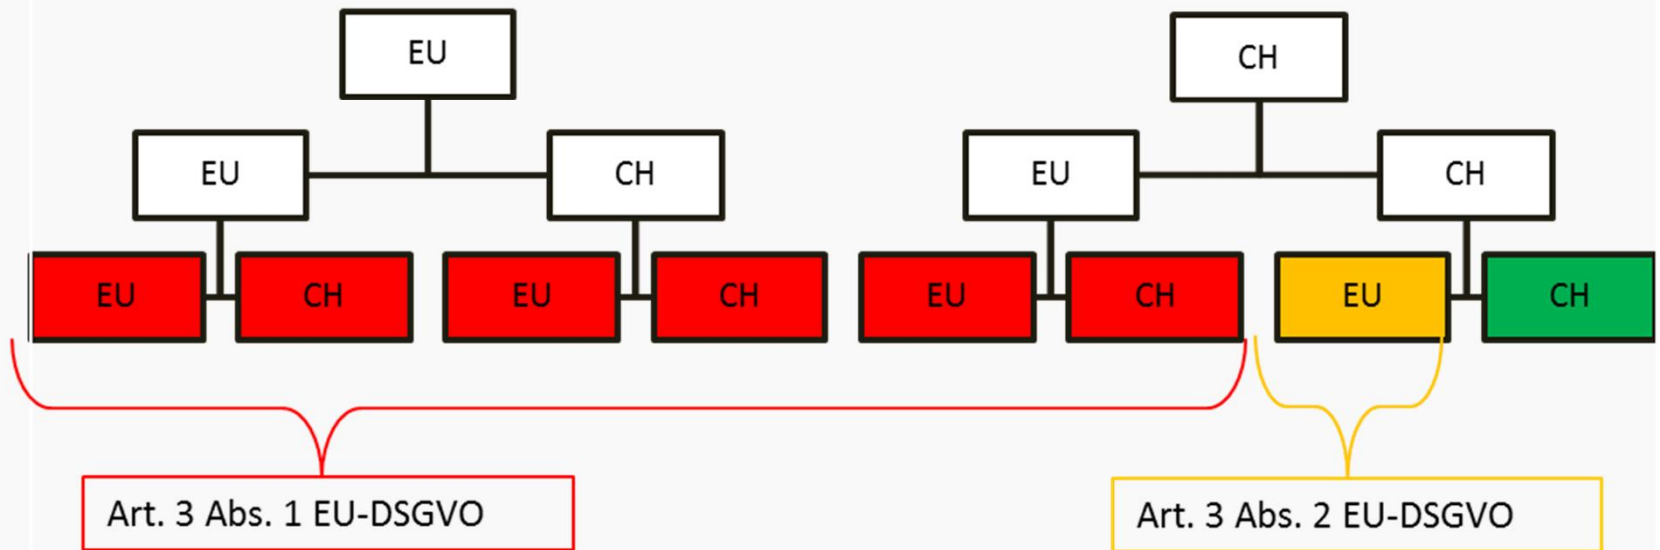 EU
CH
EU
CH
EU
CH
EU
CH
EU
CH
EU
CH
EU
CH
Art. 3 Abs. 1 EU-DSGVO
Art. 3 Abs. 2 EU-DSGVO